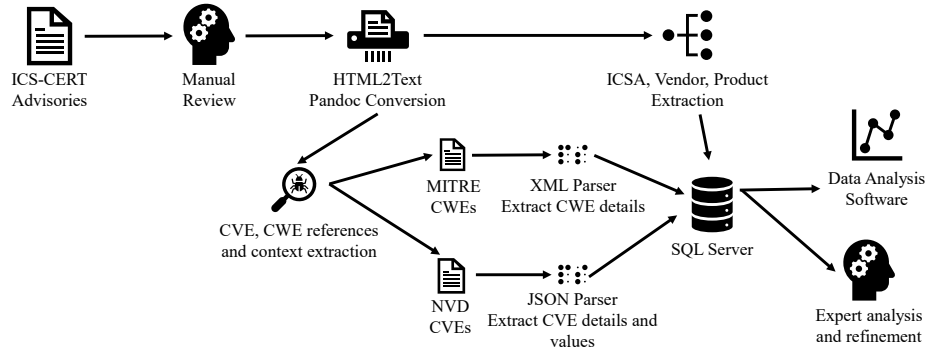 ICS-CERT
Advisories
Manual
Review
HTML2Text
Pandoc Conversion
ICSA, Vendor, Product
Extraction
CVE, CWE references
and context extraction
MITRE
CWEs
XML Parser
Extract CWE details
NVD
CVEs
JSON Parser
Extract CVE details and
values
SQL Server
Data Analysis
Software
Expert analysis
and refinement